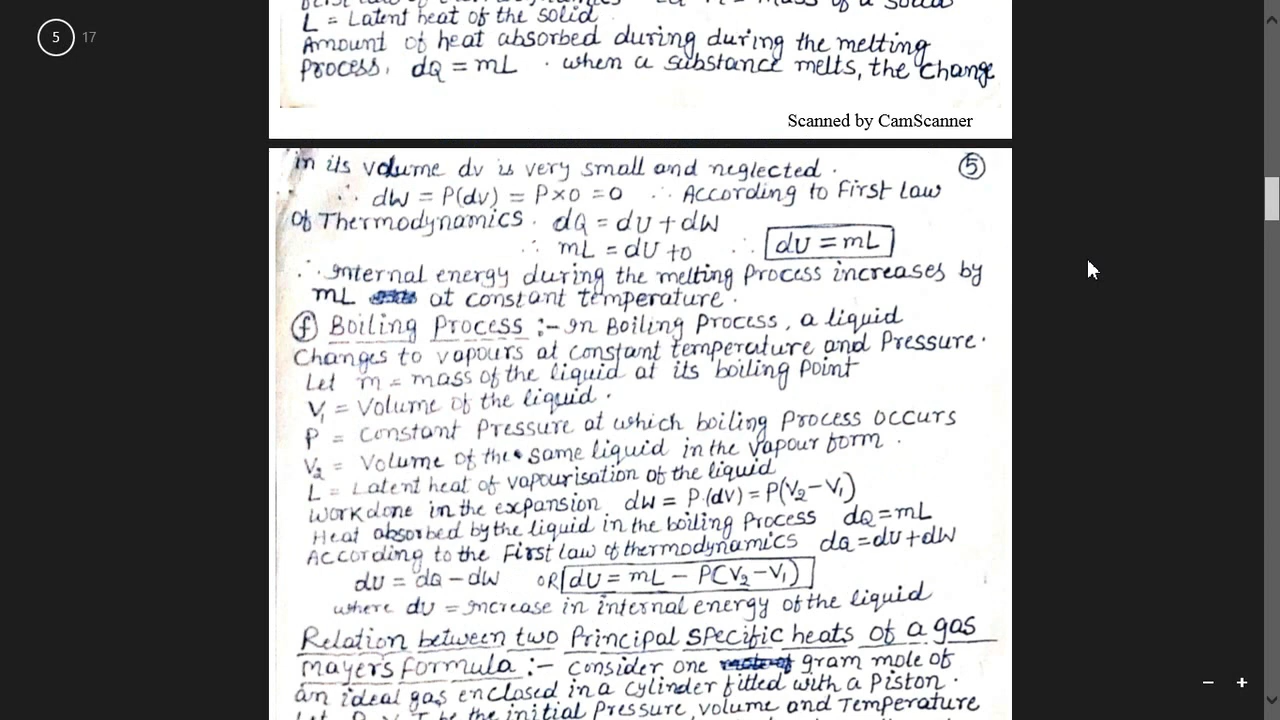 5 17
L = Latent heat of the solid
Amount of heat absorbed during during the melting
Process, dQ = mL . when a substance melts, the change
Scanned by CamScanner
in its volume dv is very small and neglected .
∴ dW = P(dv) = P×0 = 0 ∴ According to First Law
Of Thermodynamics . dQ = dU + dW
∴ mL = dU + 0 ∴ dU = mL
∴ Internal energy during the melting Process increases by
mL at constant temperature .
(f) Boiling Process :- In Boiling Process, a liquid
Changes to vapours at constant temperature and Pressure.
Let m = mass of the liquid at its boiling Point
V₁ = Volume of the liquid .
P = Constant Pressure at which boiling Process occurs
V₂ = Volume of the same liquid in the vapour form .
L = Latent heat of vapourisation of the liquid
Work done in the expansion dW = P.(dV) = P(V₂-V₁)
Heat absorbed by the liquid in the boiling Process dQ = mL
According to the First law of thermodynamics dQ = dU + dW
dU = dQ - dW OR dU = mL - P(V₂-V₁)
where dU = Increase in internal energy of the liquid
Relation between two Principal specific heats of a gas
mayer's formula :- consider one gram mole of
an ideal gas enclosed in a cylinder fitted with a Piston .
Let P, V, T be the initial Pressure, volume and Temperature
5